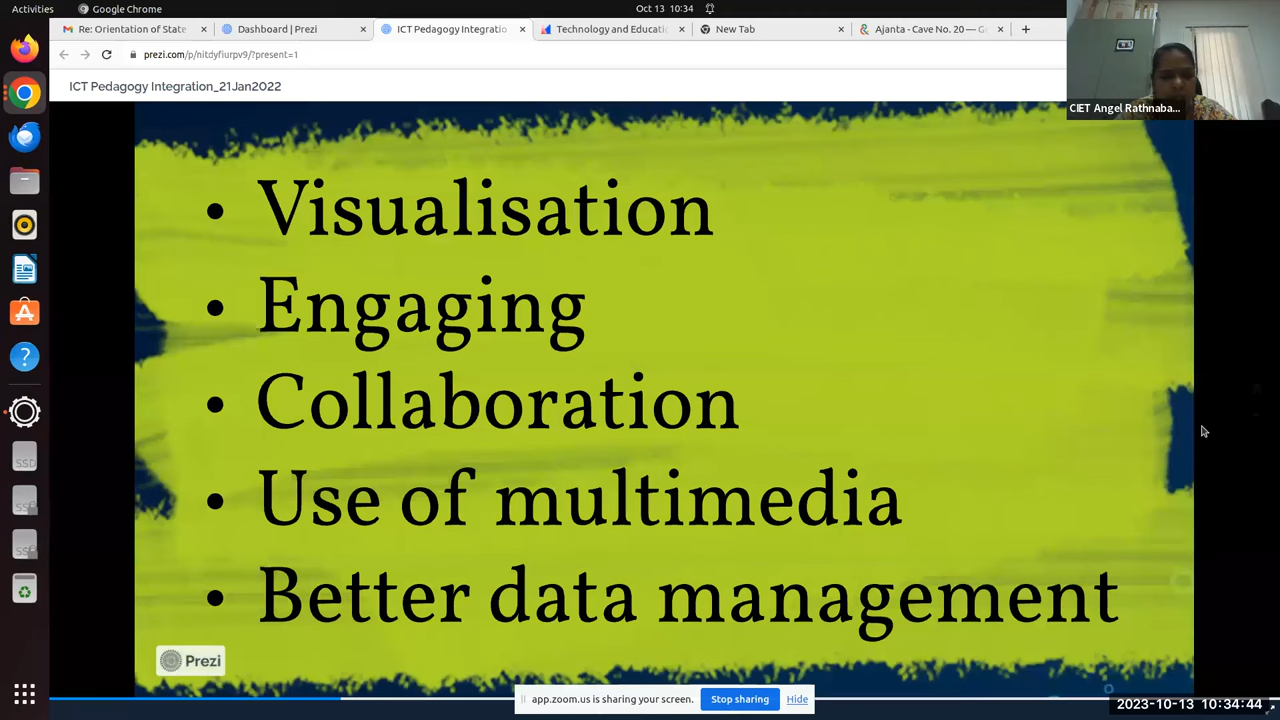 Activities
Google Chrome
Oct 13 10:34
Re: Orientation of State
Dashboard | Prezi
ICT Pedagogy Integratio
Technology and Educatio
New Tab
Ajanta - Cave No. 20 — G
prezi.com/p/nitdyfiurpv9/?present=1
ICT Pedagogy Integration_21Jan2022
CIET Angel Rathnaba...
• Visualisation
• Engaging
• Collaboration
• Use of multimedia
• Better data management
Prezi
app.zoom.us is sharing your screen.
Stop sharing
Hide
2023-10-13 10:34:44